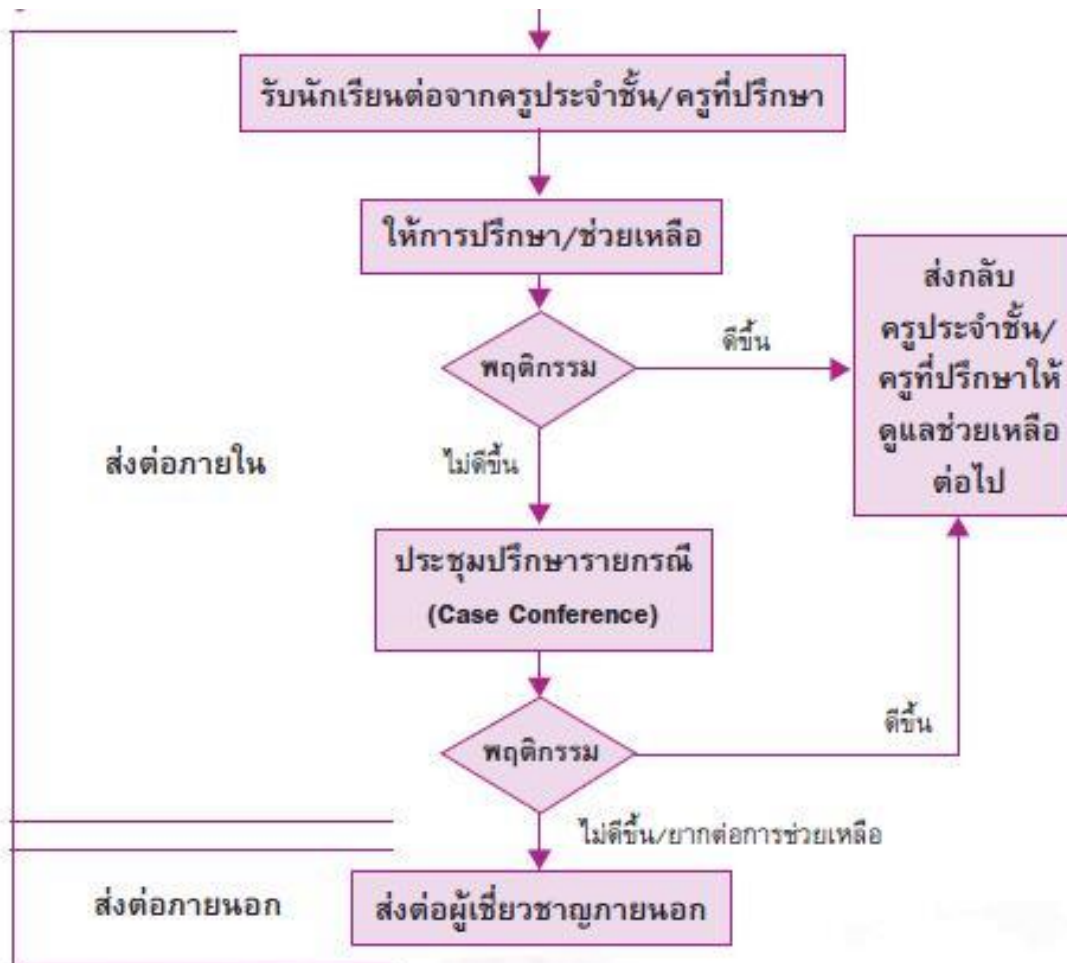 รับนักเรียนต่อจากครูประจำชั้น/ครูที่ปรึกษา
ให้การปรึกษา/ช่วยเหลือ
พฤติกรรม
ดีขึ้น
ส่งกลับ
ครูประจำชั้น/
ครูที่ปรึกษาให้
ดูแลช่วยเหลือ
ต่อไป
ส่งต่อภายใน
ไม่ดีขึ้น
ประชุมปรึกษารายกรณี
(Case Conference)
พฤติกรรม
ดีขึ้น
ไม่ดีขึ้น/ยากต่อการช่วยเหลือ
ส่งต่อภายนอก
ส่งต่อผู้เชี่ยวชาญภายนอก